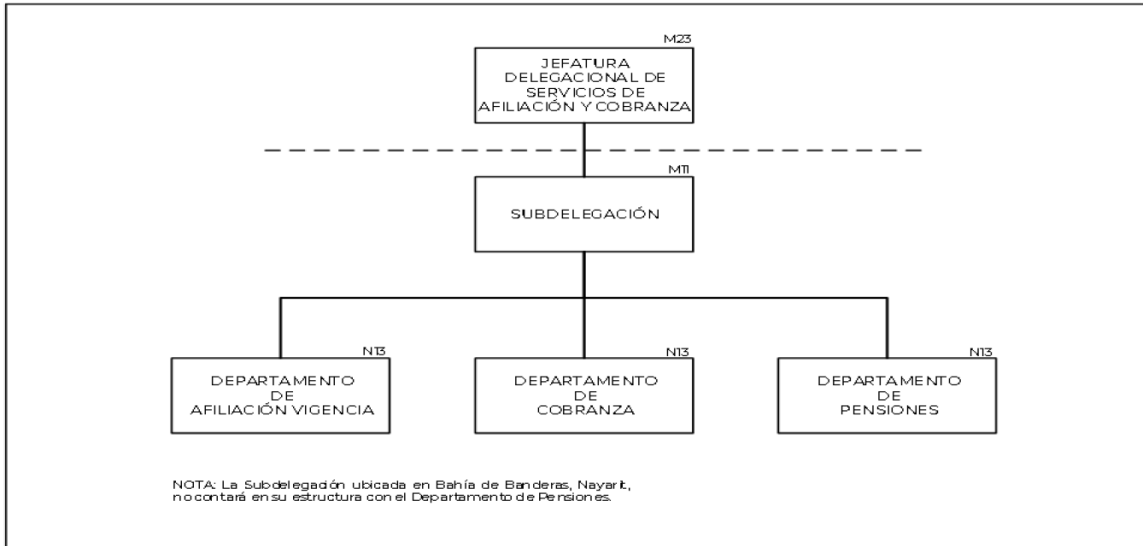 M23
JEFATURA
DELEGACIONAL DE
SERVICIOS DE
AFILIACIÓN Y COBRANZA
M11
SUBDELEGACIÓN
N13
DEPARTAMENTO
DE
AFILIACIÓN VIGENCIA
N13
DEPARTAMENTO
DE
COBRANZA
N13
DEPARTAMENTO
DE
PENSIONES
NOTA: La Subdelegación ubicada en Bahía de Banderas, Nayarit,
no contará en su estructura con el Departamento de Pensiones.